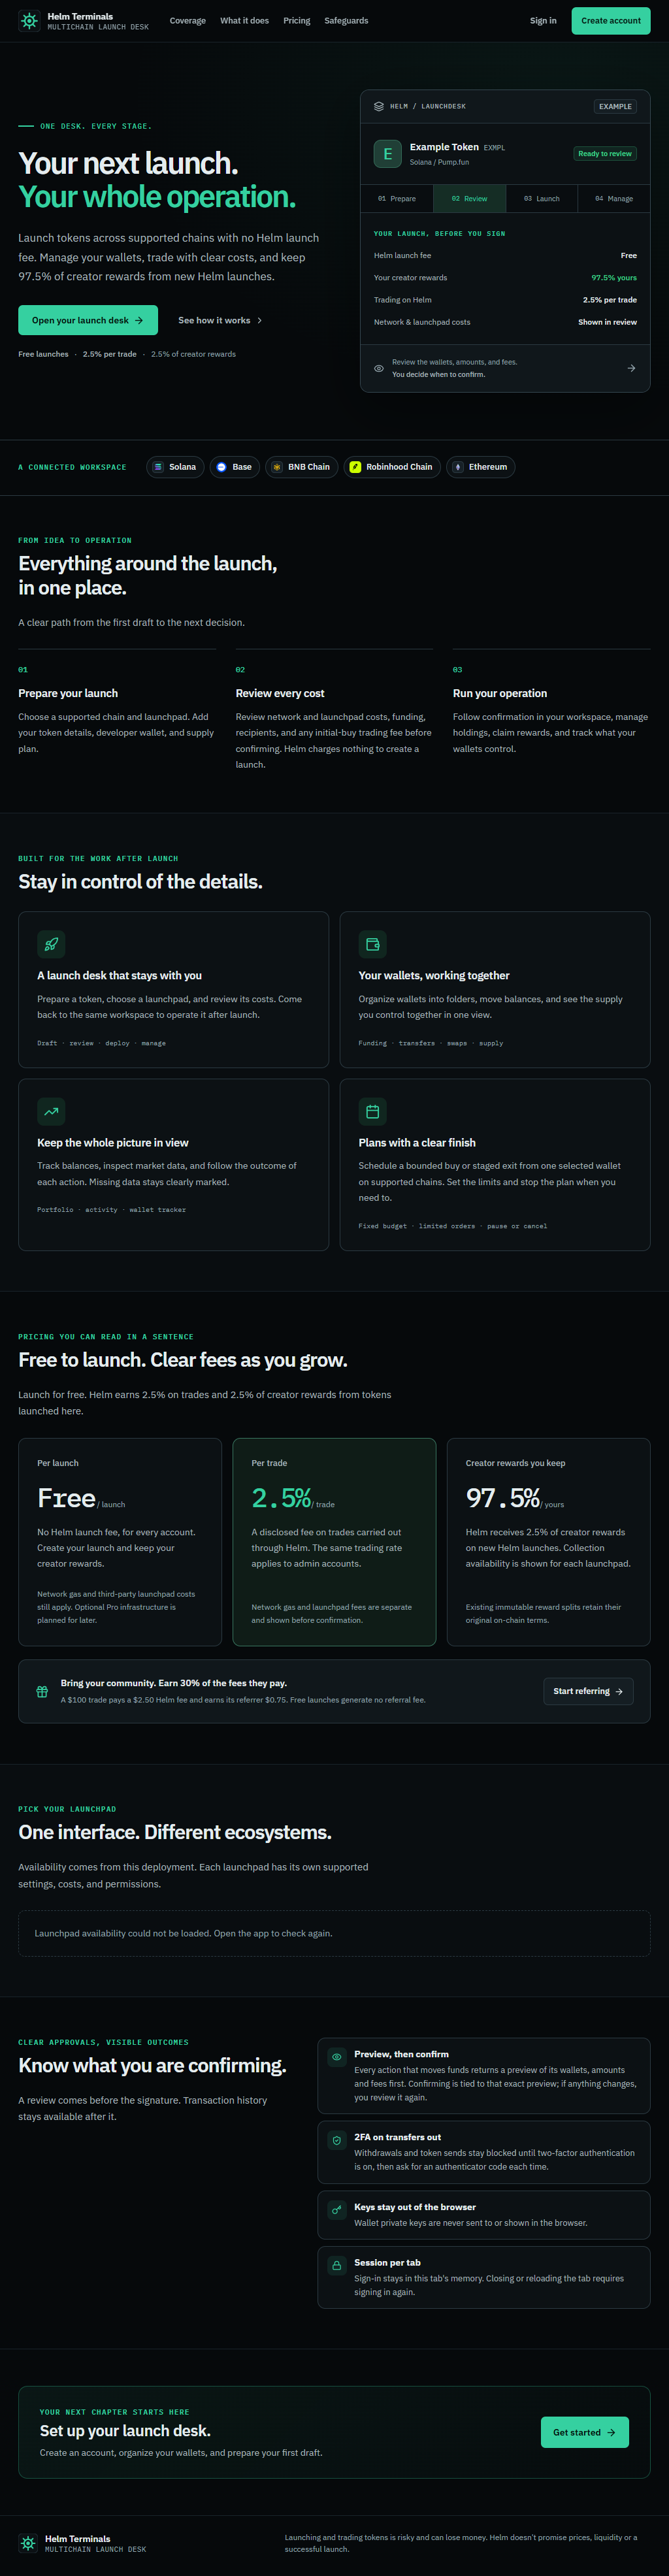 Helm Terminals
MULTICHAIN LAUNCH DESK
Coverage
What it does
Pricing
Safeguards
Sign in
Create account
ONE DESK. EVERY STAGE.
Your next launch.
Your whole operation.
Launch tokens across supported chains with no Helm launch
fee. Manage your wallets, trade with clear costs, and keep
97.5% of creator rewards from new Helm launches.
Open your launch desk →
See how it works >
Free launches · 2.5% per trade · 2.5% of creator rewards
HELM / LAUNCHDESK
EXAMPLE
E
Example Token EXMPL
Solana / Pump.fun
Ready to review
01 Prepare
02 Review
03 Launch
04 Manage
YOUR LAUNCH, BEFORE YOU SIGN
Helm launch fee Free
Your creator rewards 97.5% yours
Trading on Helm 2.5% per trade
Network & launchpad costs Shown in review
Review the wallets, amounts, and fees.
You decide when to confirm.
A CONNECTED WORKSPACE
Solana
Base
BNB Chain
Robinhood Chain
Ethereum
FROM IDEA TO OPERATION
Everything around the launch,
in one place.
A clear path from the first draft to the next decision.
01
Prepare your launch
Choose a supported chain and launchpad. Add
your token details, developer wallet, and supply
plan.
02
Review every cost
Review network and launchpad costs, funding,
recipients, and any initial-buy trading fee before
confirming. Helm charges nothing to create a
launch.
03
Run your operation
Follow confirmation in your workspace, manage
holdings, claim rewards, and track what your
wallets control.
BUILT FOR THE WORK AFTER LAUNCH
Stay in control of the details.
A launch desk that stays with you
Prepare a token, choose a launchpad, and review its costs. Come
back to the same workspace to operate it after launch.
Draft · review · deploy · manage
Your wallets, working together
Organize wallets into folders, move balances, and see the supply
you control together in one view.
Funding · transfers · swaps · supply
Keep the whole picture in view
Track balances, inspect market data, and follow the outcome of
each action. Missing data stays clearly marked.
Portfolio · activity · wallet tracker
Plans with a clear finish
Schedule a bounded buy or staged exit from one selected wallet
on supported chains. Set the limits and stop the plan when you
need to.
Fixed budget · limited orders · pause or cancel
PRICING YOU CAN READ IN A SENTENCE
Free to launch. Clear fees as you grow.
Launch for free. Helm earns 2.5% on trades and 2.5% of creator rewards from tokens
launched here.
Per launch
Free / launch
No Helm launch fee, for every account.
Create your launch and keep your
creator rewards.
Network gas and third-party launchpad costs
still apply. Optional Pro infrastructure is
planned for later.
Per trade
2.5% / trade
A disclosed fee on trades carried out
through Helm. The same trading rate
applies to admin accounts.
Network gas and launchpad fees are separate
and shown before confirmation.
Creator rewards you keep
97.5% / yours
Helm receives 2.5% of creator rewards
on new Helm launches. Collection
availability is shown for each launchpad.
Existing immutable reward splits retain their
original on-chain terms.
Bring your community. Earn 30% of the fees they pay.
A $100 trade pays a $2.50 Helm fee and earns its referrer $0.75. Free launches generate no referral fee.
Start referring →
PICK YOUR LAUNCHPAD
One interface. Different ecosystems.
Availability comes from this deployment. Each launchpad has its own supported
settings, costs, and permissions.
Launchpad availability could not be loaded. Open the app to check again.
CLEAR APPROVALS, VISIBLE OUTCOMES
Know what you are confirming.
A review comes before the signature. Transaction history
stays available after it.
Preview, then confirm
Every action that moves funds returns a preview of its wallets, amounts
and fees first. Confirming is tied to that exact preview; if anything changes,
you review it again.
2FA on transfers out
Withdrawals and token sends stay blocked until two-factor authentication
is on, then ask for an authenticator code each time.
Keys stay out of the browser
Wallet private keys are never sent to or shown in the browser.
Session per tab
Sign-in stays in this tab's memory. Closing or reloading the tab requires
signing in again.
YOUR NEXT CHAPTER STARTS HERE
Set up your launch desk.
Create an account, organize your wallets, and prepare your first draft.
Get started →
Helm Terminals
MULTICHAIN LAUNCH DESK
Launching and trading tokens is risky and can lose money. Helm doesn't promise prices, liquidity or a
successful launch.